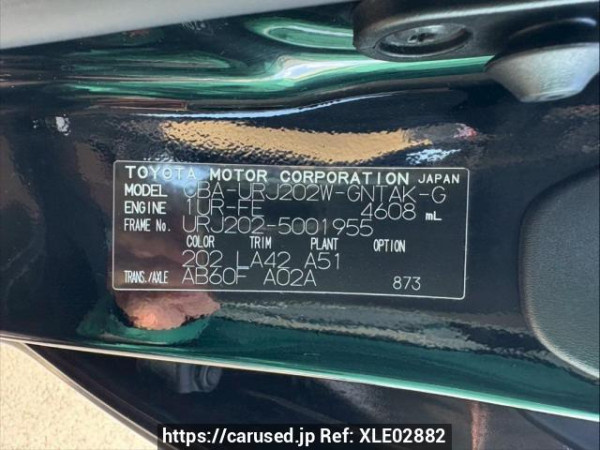 TOYOTA MOTOR CORPORATION JAPAN
MODEL CBA-URJ202W-GNTAK-G
ENGINE 1UR-FE 4608 mL
FRAME No. URJ202-5001955
COLOR TRIM PLANT OPTION
202 LA42 A51
TRANS./AXLE AB60F A02A 873
https://carused.jp Ref: XLE02882